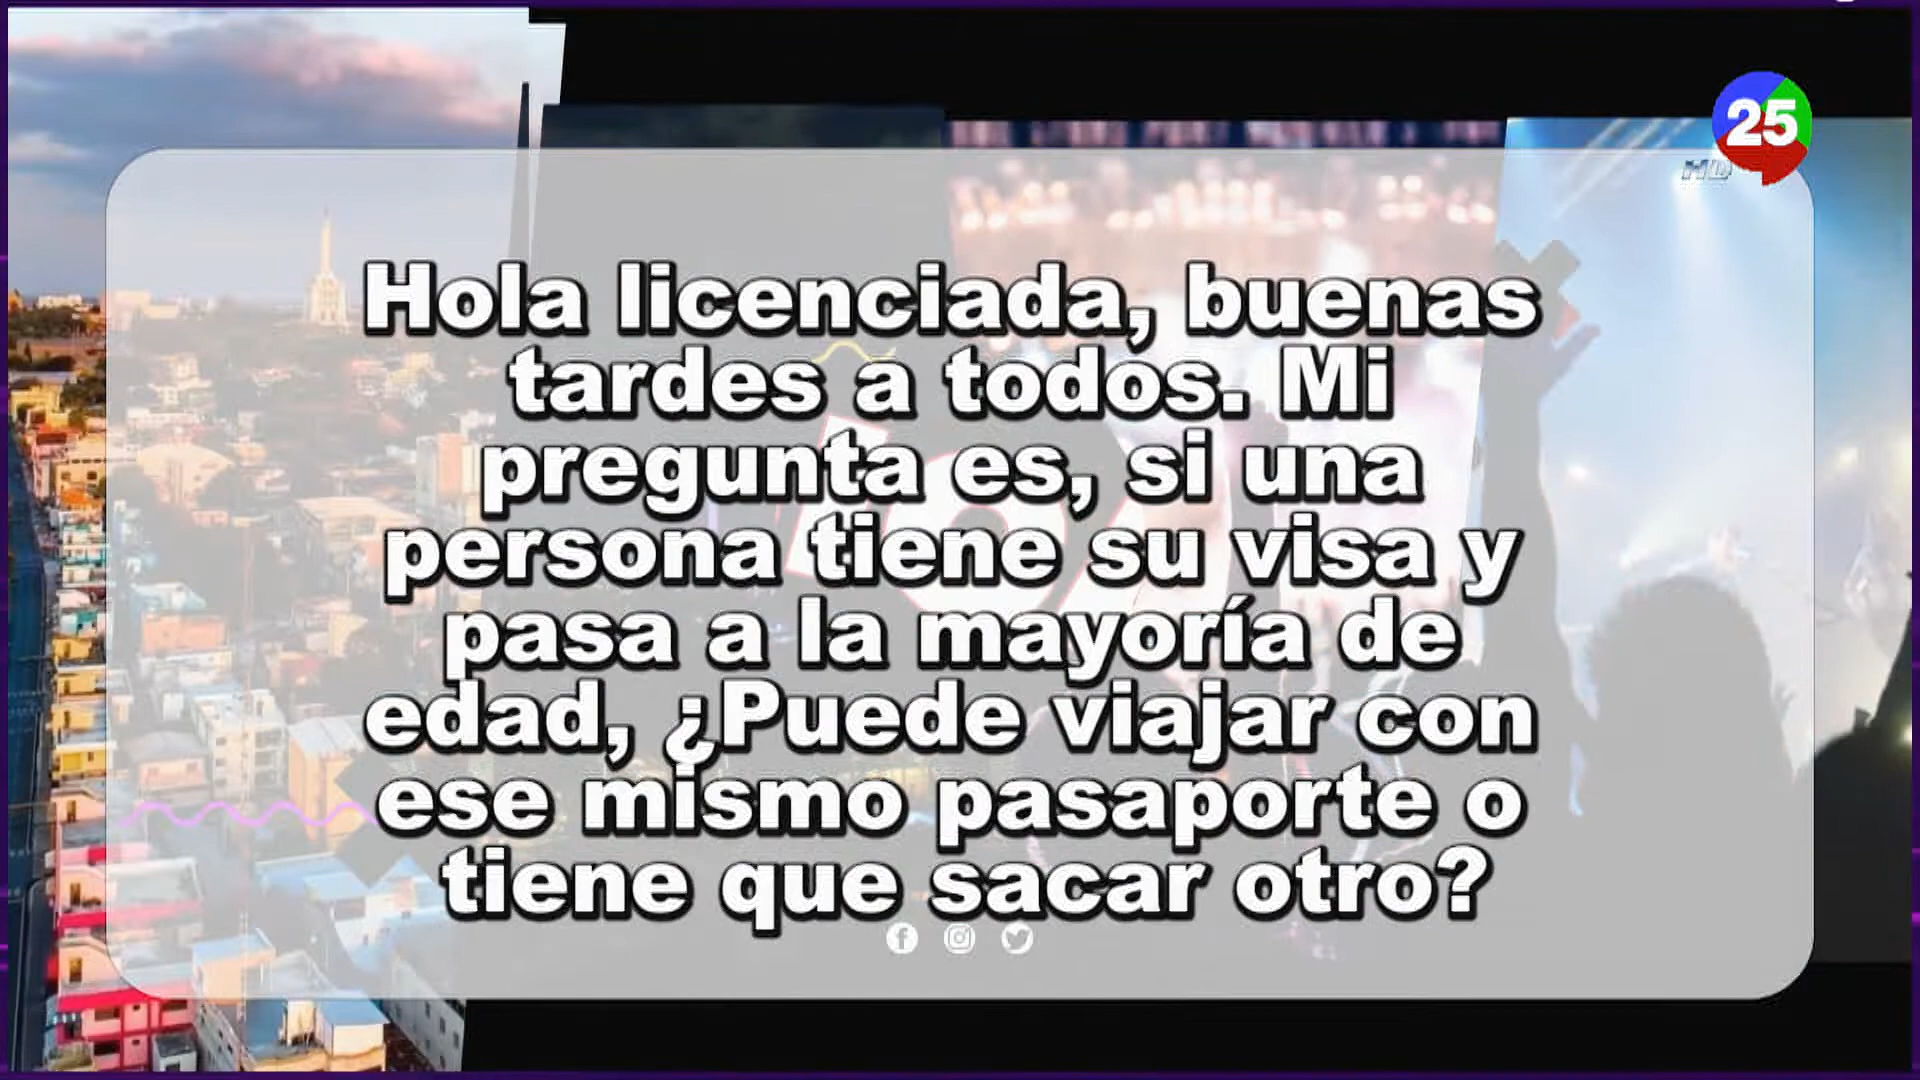 25
HD
Hola licenciada, buenas
tardes a todos. Mi
pregunta es, si una
persona tiene su visa y
pasa a la mayoría de
edad, ¿Puede viajar con
ese mismo pasaporte o
tiene que sacar otro?